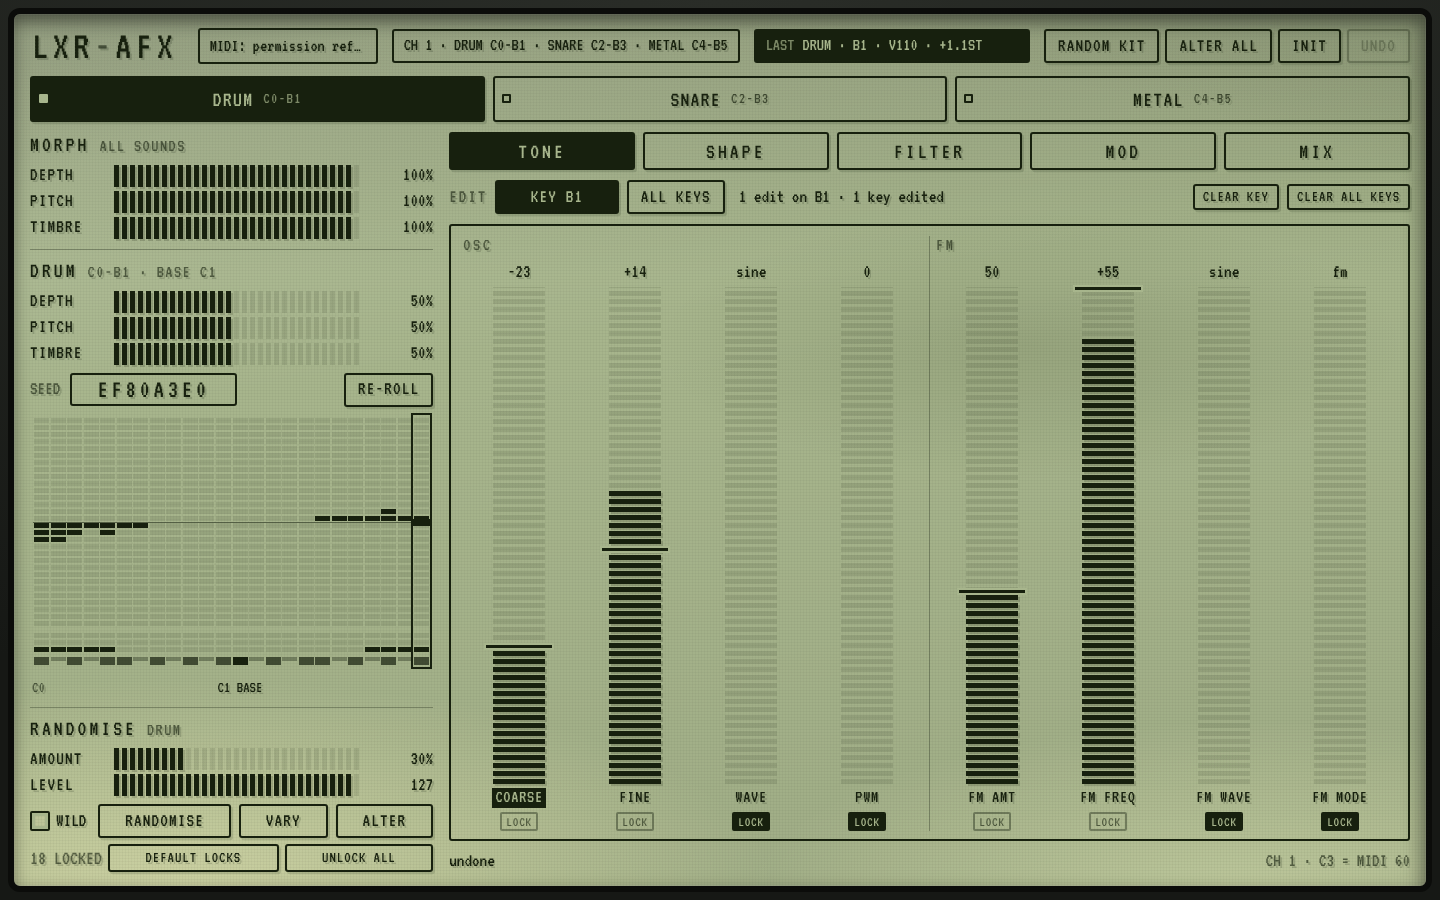 LXR-AFX
MIDI: permission ref…
CH 1 · DRUM C0-B1 · SNARE C2-B3 · METAL C4-B5
LAST DRUM · B1 · V110 · +1.1ST
RANDOM KIT
ALTER ALL
INIT
UNDO
DRUM C0-B1
SNARE C2-B3
METAL C4-B5
MORPH ALL SOUNDS
DEPTH 100%
PITCH 100%
TIMBRE 100%
DRUM C0-B1 · BASE C1
DEPTH 50%
PITCH 50%
TIMBRE 50%
SEED EF80A3E0 RE-ROLL
C0 C1 BASE
RANDOMISE DRUM
AMOUNT 30%
LEVEL 127
WILD RANDOMISE VARY ALTER
18 LOCKED DEFAULT LOCKS UNLOCK ALL
TONE SHAPE FILTER MOD MIX
EDIT KEY B1 ALL KEYS 1 edit on B1 · 1 key edited CLEAR KEY CLEAR ALL KEYS
OSC FM
-23 +14 sine 0 50 +55 sine fm
COARSE FINE WAVE PWM FM AMT FM FREQ FM WAVE FM MODE
LOCK LOCK LOCK LOCK LOCK LOCK LOCK LOCK
undone CH 1 · C3 = MIDI 60